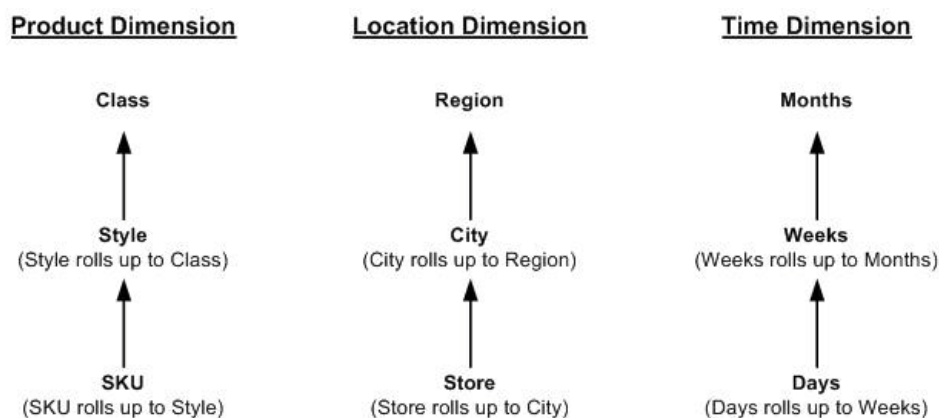 Product Dimension
Class
Style
(Style rolls up to Class)
SKU
(SKU rolls up to Style)
Location Dimension
Region
City
(City rolls up to Region)
Store
(Store rolls up to City)
Time Dimension
Months
Weeks
(Weeks rolls up to Months)
Days
(Days rolls up to Weeks)